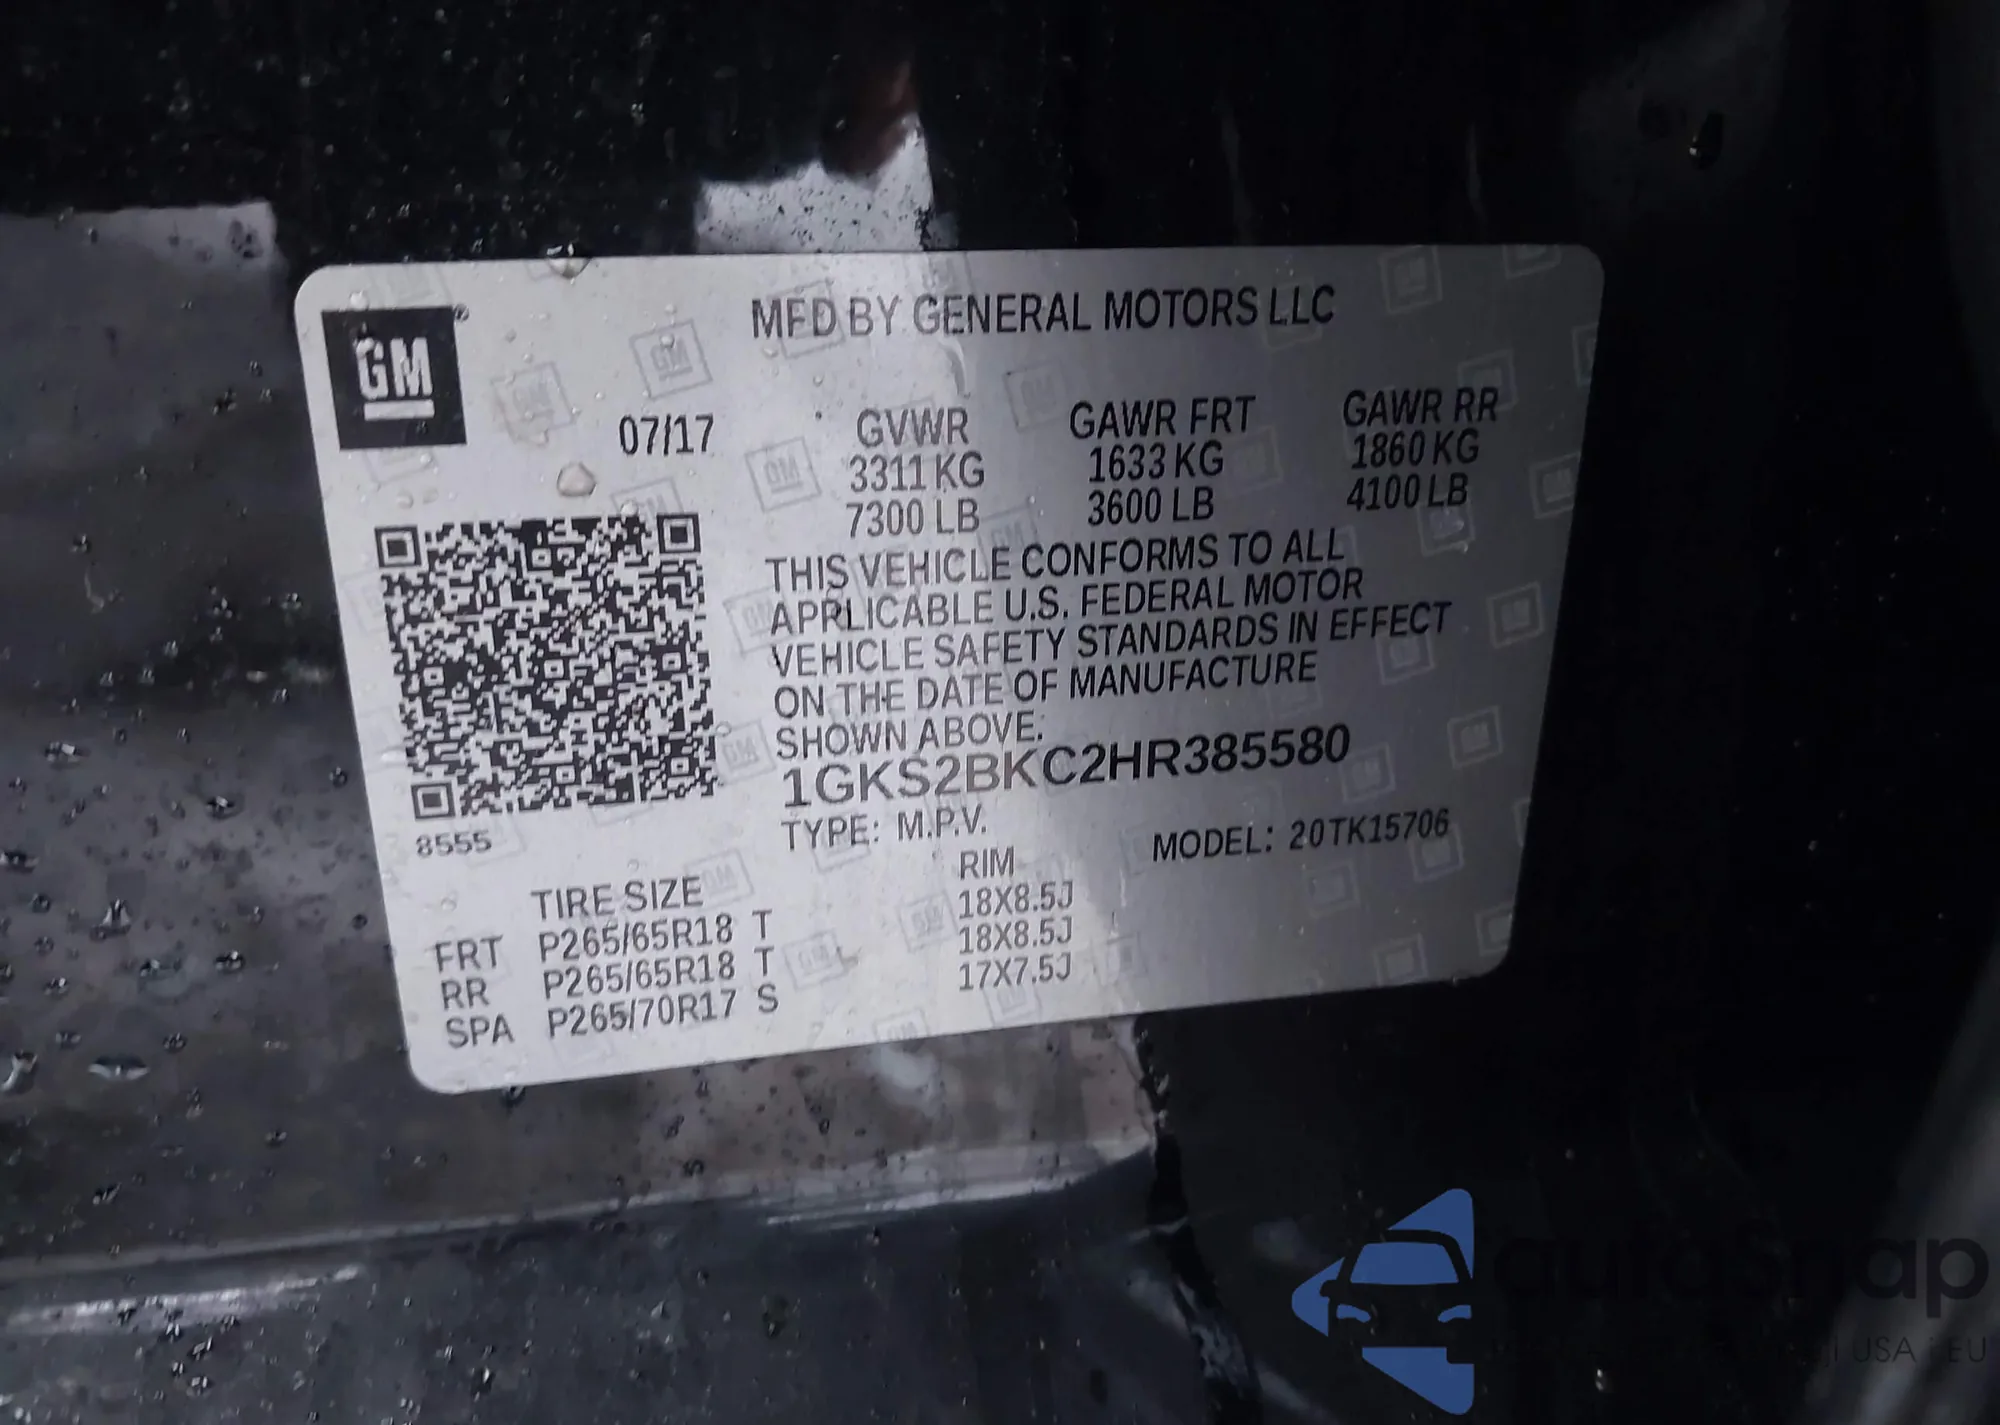 GM
MFD BY GENERAL MOTORS LLC
07/17
GVWR GAWR FRT GAWR RR
3311 KG 1633 KG 1860 KG
7300 LB 3600 LB 4100 LB
THIS VEHICLE CONFORMS TO ALL
APPLICABLE U.S. FEDERAL MOTOR
VEHICLE SAFETY STANDARDS IN EFFECT
ON THE DATE OF MANUFACTURE
SHOWN ABOVE.
1GKS2BKC2HR385580
8555
TYPE: M.P.V. MODEL: 20TK15706
TIRE SIZE RIM
FRT P265/65R18 T 18X8.5J
RR P265/65R18 T 18X8.5J
SPA P265/70R17 S 17X7.5J
autosnap
USA i EU